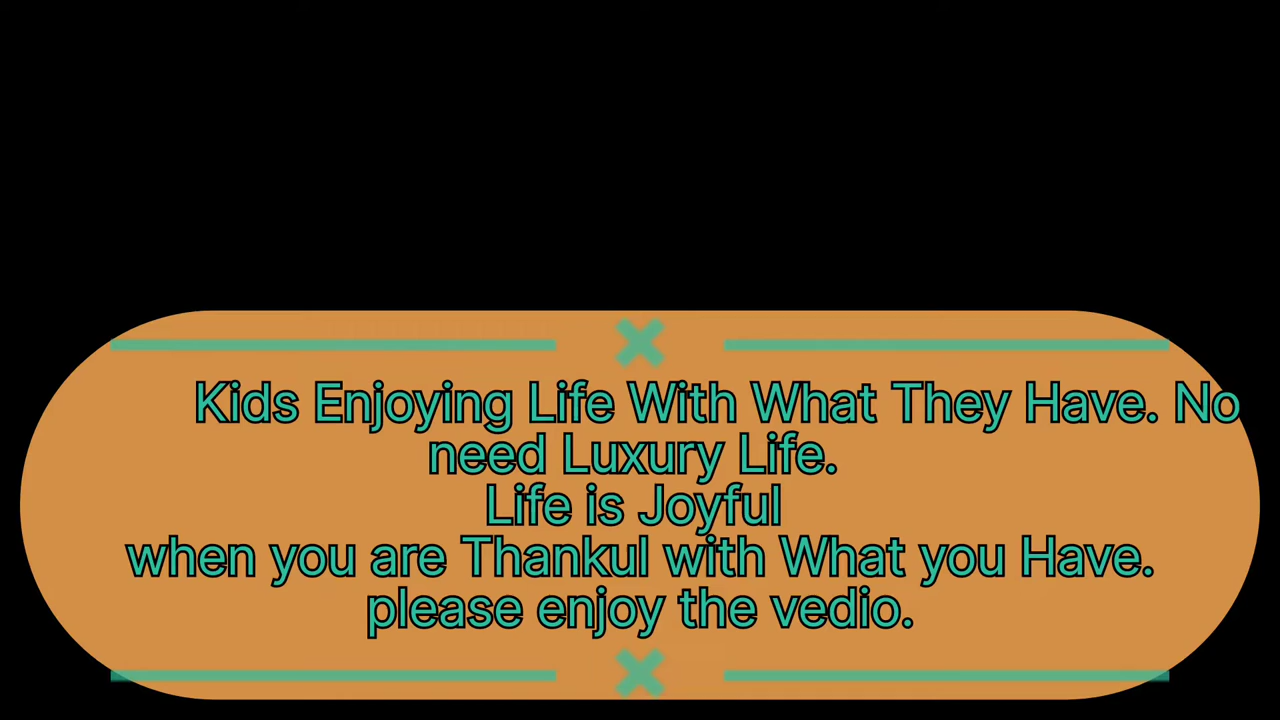 Kids Enjoying Life With What They Have. No
need Luxury Life.
Life is Joyful
when you are Thankul with What you Have.
please enjoy the vedio.